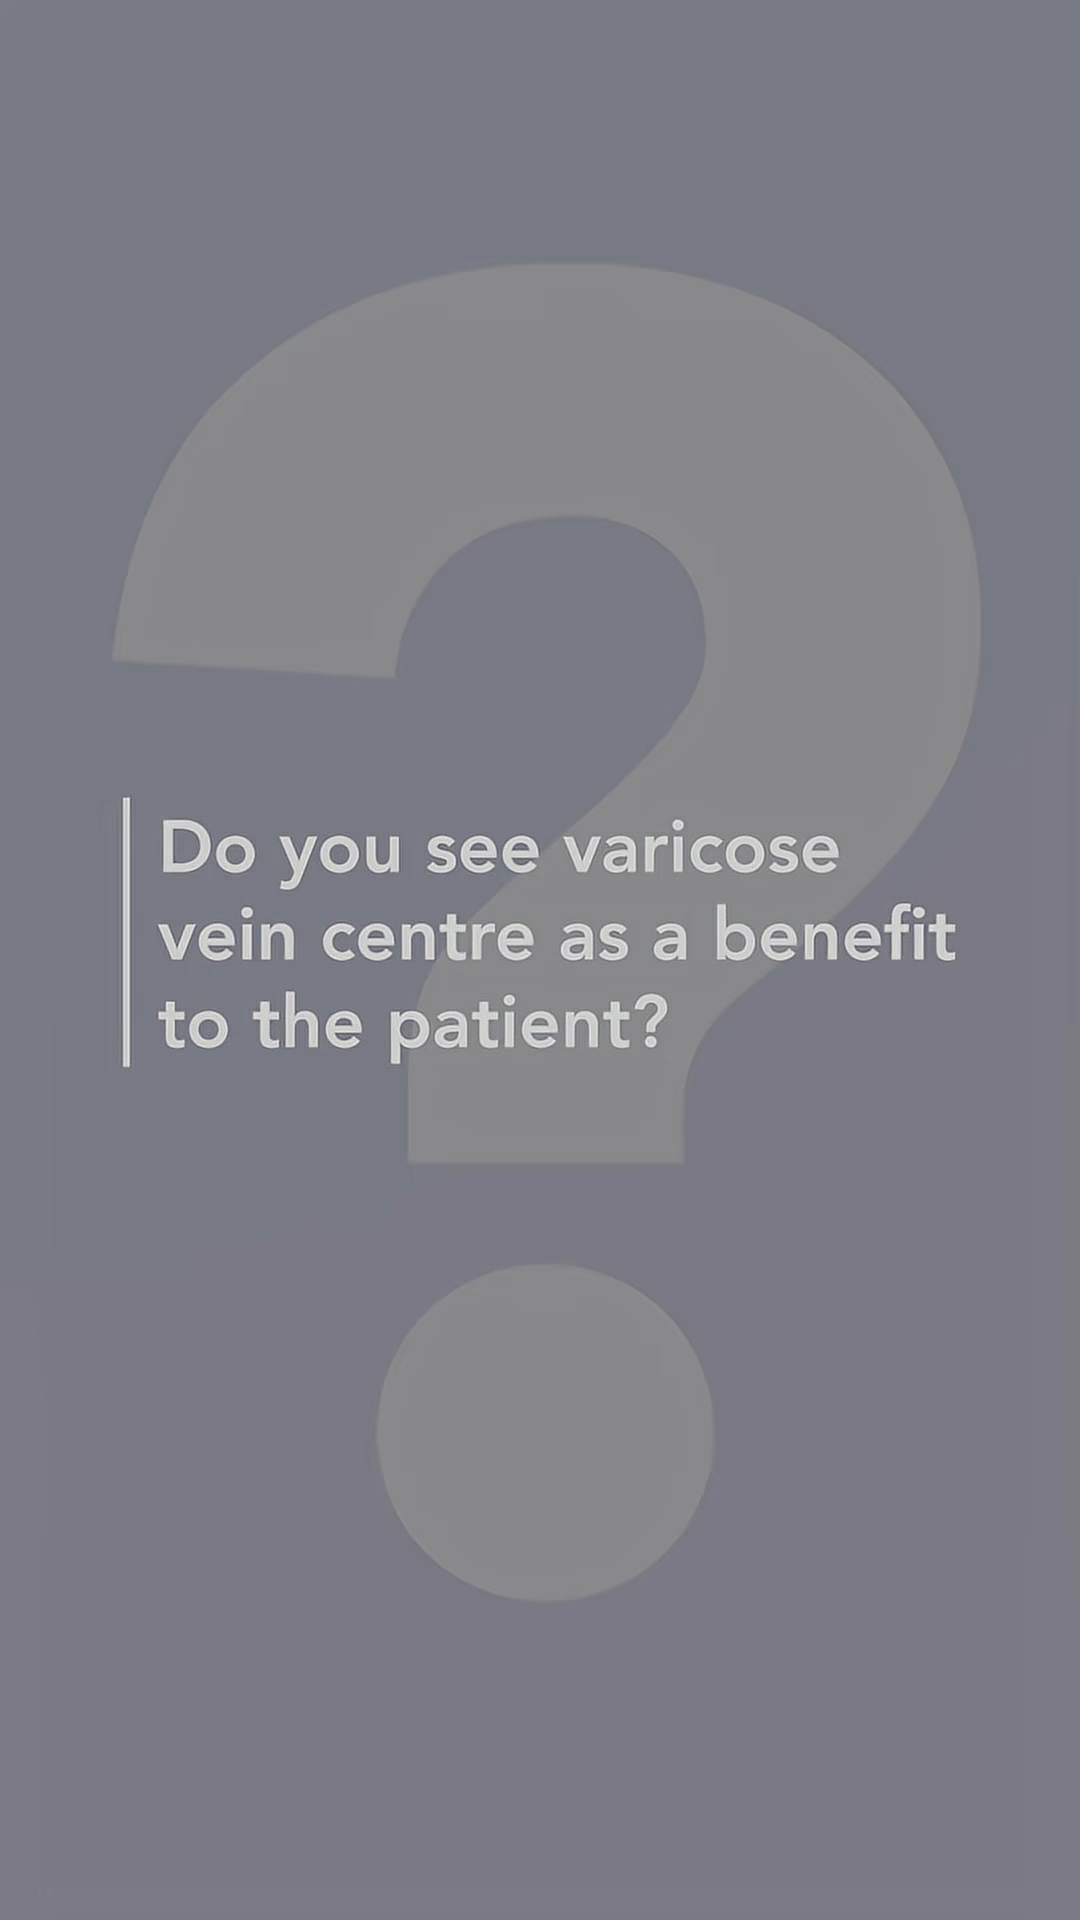 Do you see varicose
vein centre as a benefit
to the patient?